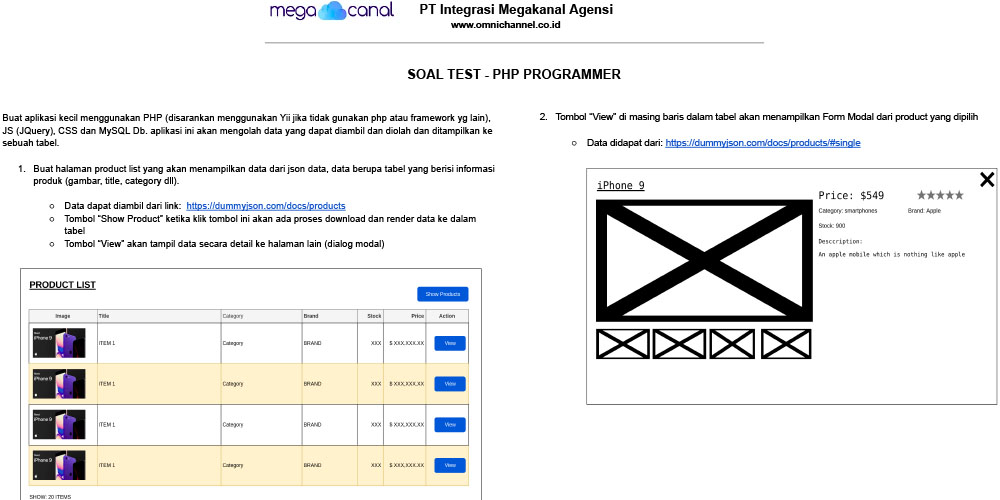 mega canal
PT Integrasi Megakanal Agensi
www.omnichannel.co.id
SOAL TEST - PHP PROGRAMMER
Buat aplikasi kecil menggunakan PHP (disarankan menggunakan Yii jika tidak gunakan php atau framework yg lain),
JS (JQuery), CSS dan MySQL Db. aplikasi ini akan mengolah data yang dapat diambil dan diolah dan ditampilkan ke
sebuah tabel.
1. Buat halaman product list yang akan menampilkan data dari json data, data berupa tabel yang berisi informasi
produk (gambar, title, category dll).
○ Data dapat diambil dari link: https://dummyjson.com/docs/products
○ Tombol "Show Product" ketika klik tombol ini akan ada proses download dan render data ke dalam
tabel
○ Tombol "View" akan tampil data secara detail ke halaman lain (dialog modal)
PRODUCT LIST
Show Products
Image Title Category Brand Stock Price Action
iPhone 9 ITEM 1 Category BRAND XXX $ XXX,XXX.XX View
iPhone 9 ITEM 1 Category BRAND XXX $ XXX,XXX.XX View
iPhone 9 ITEM 1 Category BRAND XXX $ XXX,XXX.XX View
iPhone 9 ITEM 1 Category BRAND XXX $ XXX,XXX.XX View
SHOW: 20 ITEMS
2. Tombol "View" di masing baris dalam tabel akan menampilkan Form Modal dari product yang dipilih
○ Data didapat dari: https://dummyjson.com/docs/products/#single
iPhone 9
Price: $549
Category: smartphones Brand: Apple
Stock: 900
Desccription:
An apple mobile which is nothing like apple